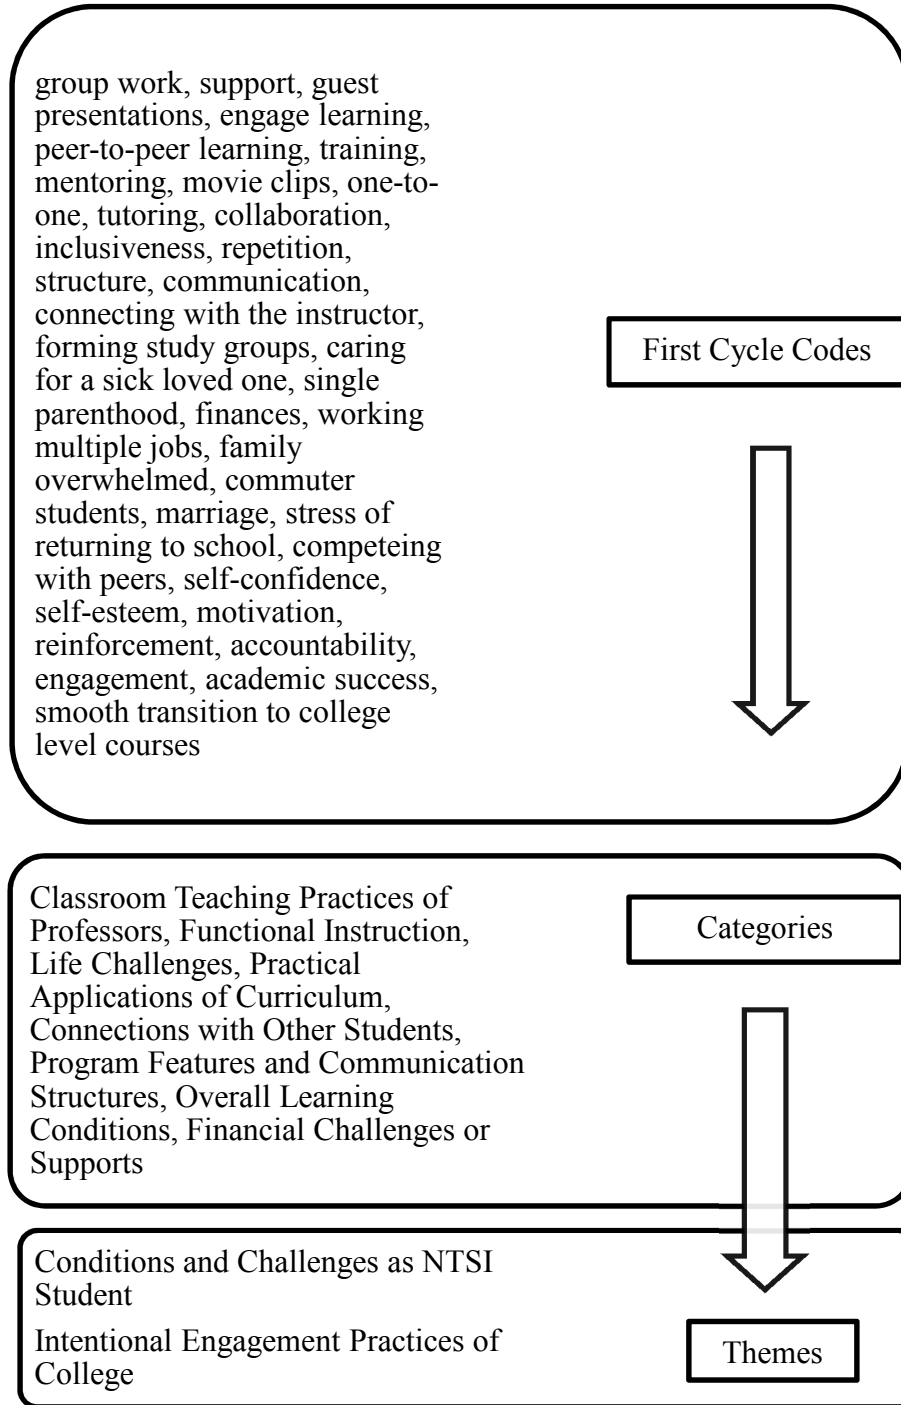 group work, support, guest
presentations, engage learning,
peer-to-peer learning, training,
mentoring, movie clips, one-to-
one, tutoring, collaboration,
inclusiveness, repetition,
structure, communication,
connecting with the instructor,
forming study groups, caring
for a sick loved one, single
parenthood, finances, working
multiple jobs, family
overwhelmed, commuter
students, marriage, stress of
returning to school, competeing
with peers, self-confidence,
self-esteem, motivation,
reinforcement, accountability,
engagement, academic success,
smooth transition to college
level courses
First Cycle Codes
Classroom Teaching Practices of
Professors, Functional Instruction,
Life Challenges, Practical
Applications of Curriculum,
Connections with Other Students,
Program Features and Communication
Structures, Overall Learning
Conditions, Financial Challenges or
Supports
Categories
Conditions and Challenges as NTSI
Student
Intentional Engagement Practices of
College
Themes